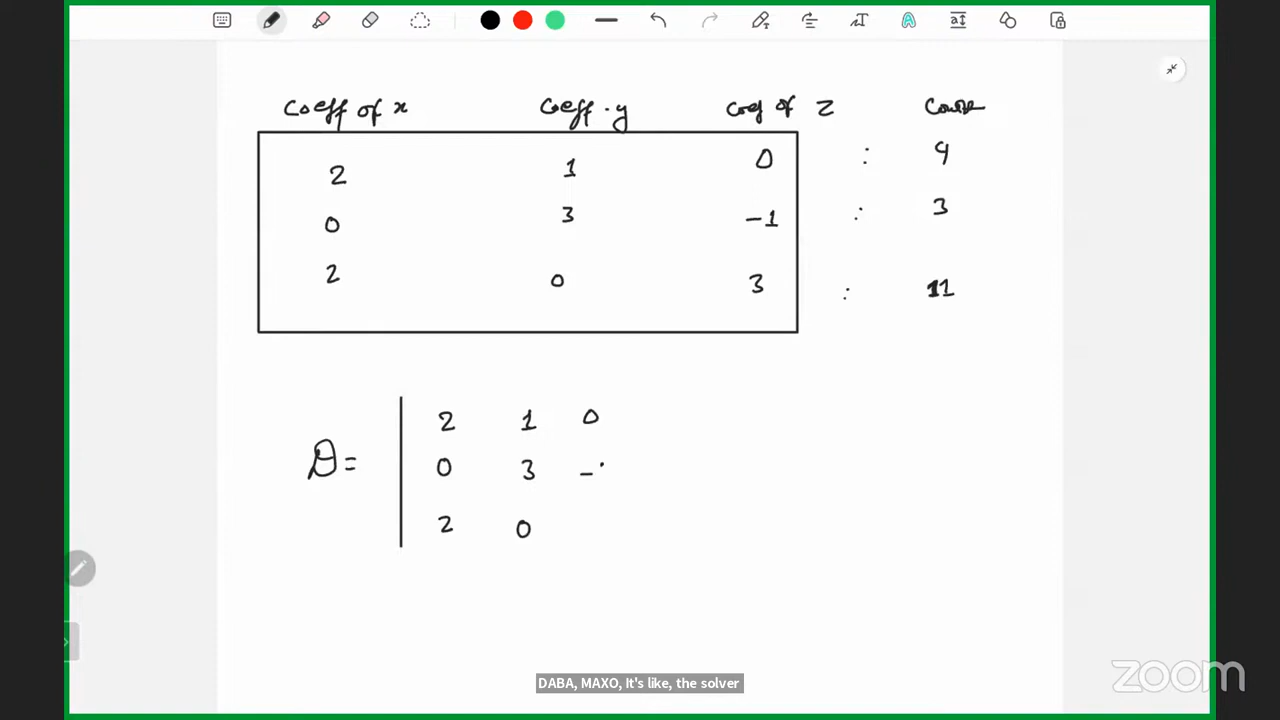 Coeff of x Coeff. y Coef of z Const
2 1 0 : 4
0 3 -1 : 3
2 0 3 : 11
D = 2 1 0
0 3 -
2 0
DABA, MAXO, It's like, the solver
zoom